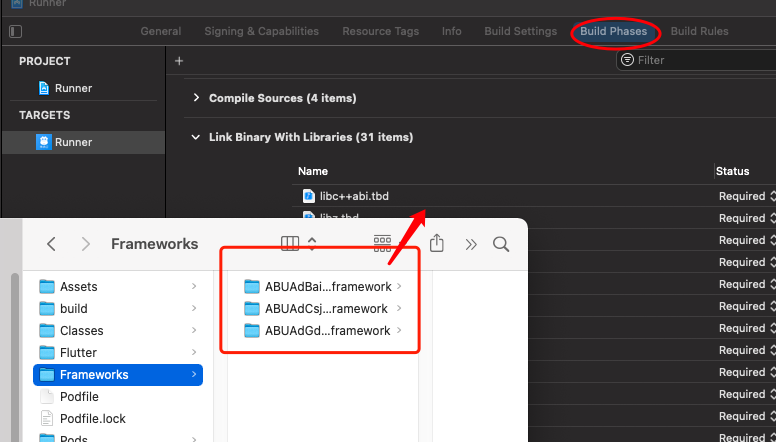 Runner
General Signing & Capabilities Resource Tags Info Build Settings Build Phases Build Rules
PROJECT
+
Filter
Runner
Compile Sources (4 items)
TARGETS
Runner
Link Binary With Libraries (31 items)
Name Status
libc++abi.tbd Required
libz.tbd Required
Frameworks
Required
Assets
ABUAdBai...framework
Required
build
ABUAdCsj...ramework
Required
Classes
ABUAdGd...framework
Required
Flutter
Required
Frameworks
Required
Podfile
Required
Podfile.lock
Required
Pods
Required